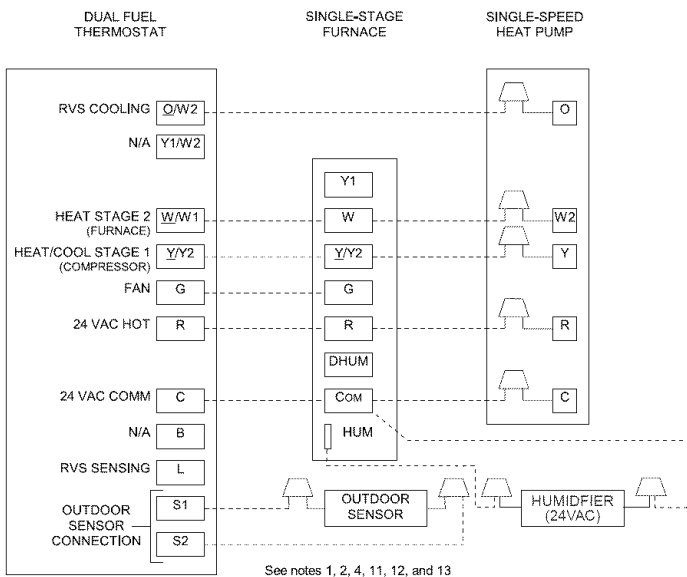 DUAL FUEL
THERMOSTAT
SINGLE-STAGE
FURNACE
SINGLE-SPEED
HEAT PUMP
RVS COOLING O/W2
O
N/A Y1/W2
Y1
HEAT STAGE 2
(FURNACE)
W/W1
W
W2
HEAT/COOL STAGE 1
(COMPRESSOR)
Y/Y2
Y/Y2
Y
FAN G
G
24 VAC HOT R
R
R
DHUM
24 VAC COMM C
COM
C
N/A B
HUM
RVS SENSING L
OUTDOOR
SENSOR
CONNECTION
S1
S2
OUTDOOR
SENSOR
HUMIDFIER
(24VAC)
See notes 1, 2, 4, 11, 12, and 13